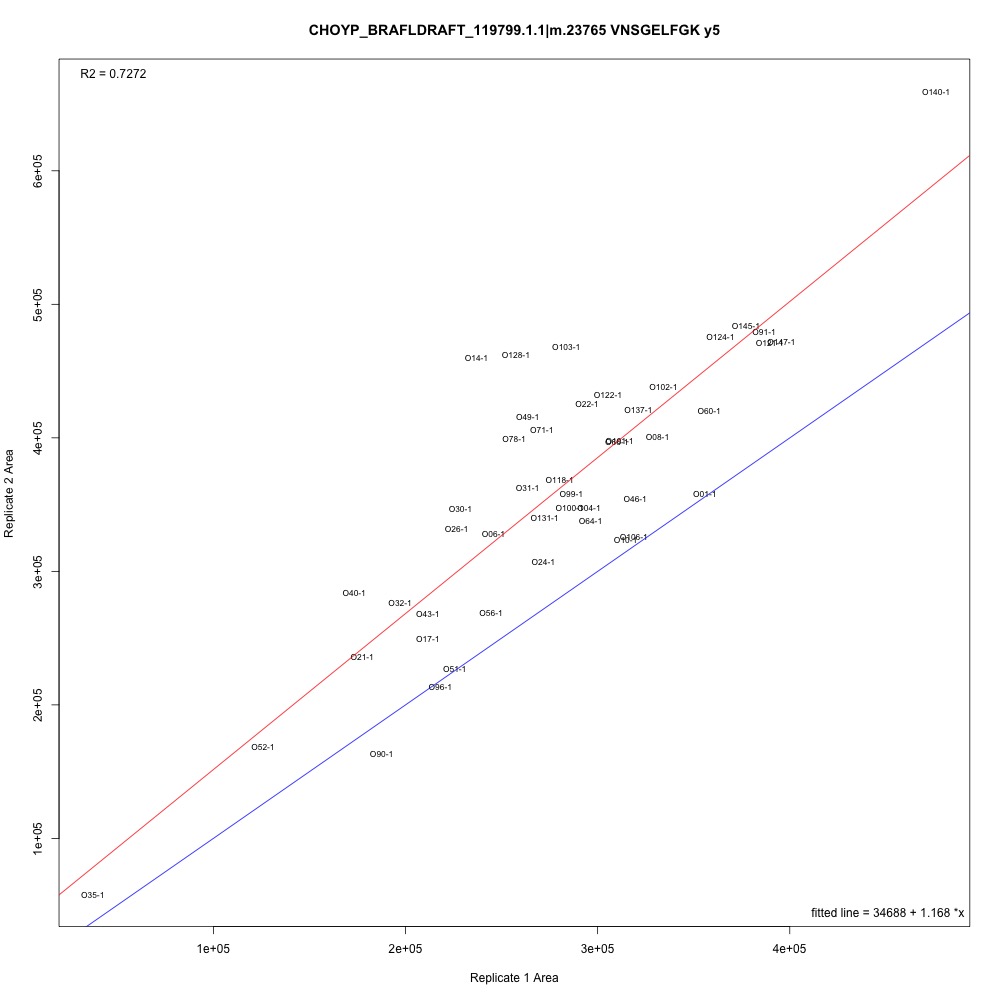 CHOYP_BRAFLDRAFT_119799.1.1|m.23765 VNSGELFGK y5
R2 = 0.7272
O140-1
6e+05
5e+05
O145-1
O91-1
O124-1
O147-1
O103-1
O128-1
O14-1
O102-1
O122-1
O22-1
O137-1
O60-1
O49-1
O71-1
4e+05
O78-1
O08-1
O118-1
O31-1
O99-1
O01-1
O46-1
O30-1
O100-1
O131-1
O64-1
O26-1
O06-1
O106-1
O24-1
3e+05
O40-1
O32-1
O43-1
O56-1
O17-1
O21-1
O51-1
O96-1
2e+05
O52-1
O90-1
1e+05
O35-1
fitted line = 34688 + 1.168 *x
1e+05 2e+05 3e+05 4e+05
Replicate 1 Area
Replicate 2 Area